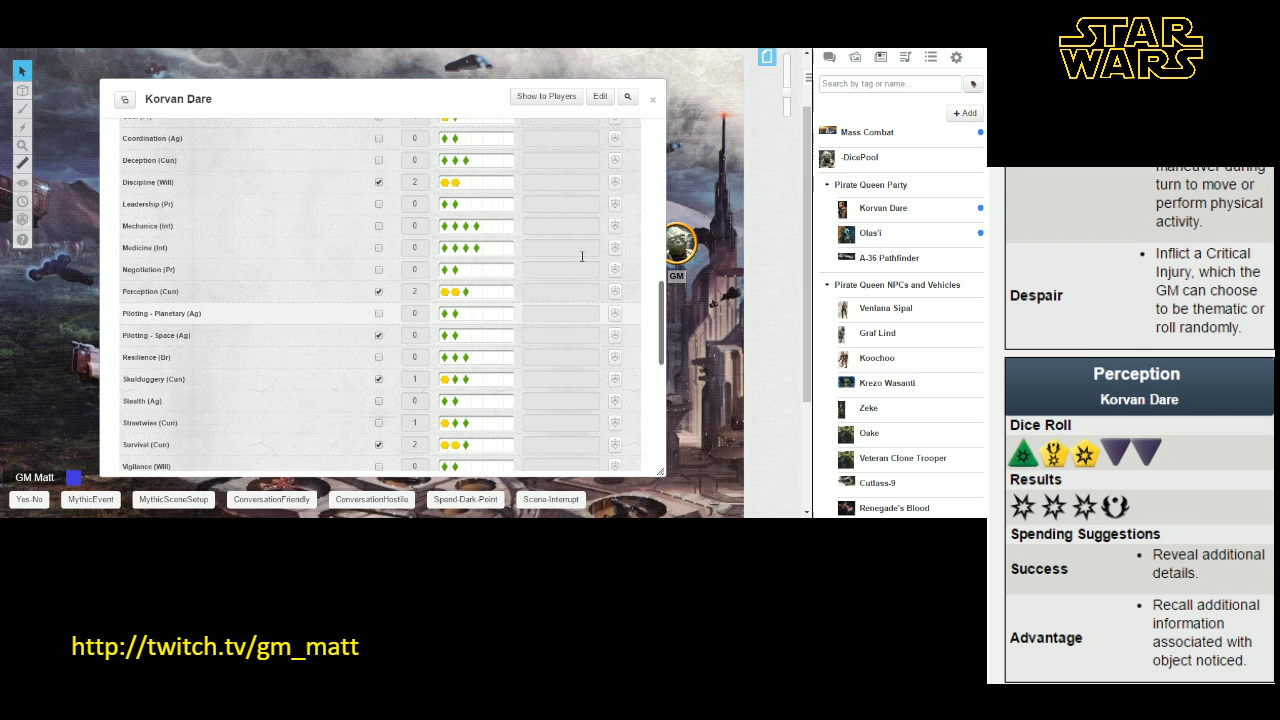 STAR
WARS
Korvan Dare
Show to Players
Edit
Coordination (Ag) 0
Deception (Cun) 0
Discipline (Will) 2
Leadership (Pr) 0
Mechanics (Int) 0
Medicine (Int) 0
Negotiation (Pr) 0
Perception (Cun) 2
Piloting - Planetary (Ag) 0
Piloting - Space (Ag) 0
Resilience (Br) 0
Skulduggery (Cun) 1
Stealth (Ag) 0
Streetwise (Cun) 1
Survival (Cun) 2
Vigilance (Will) 0
GM
GM Matt
Yes-No
MythicEvent
MythicSceneSetup
ConversationFriendly
ConversationHostile
Spend-Dark-Point
Scene-Interrupt
Search by tag or name...
+ Add
Mass Combat
-DicePool
Pirate Queen Party
Korvan Dare
Olas'i
A-36 Pathfinder
Pirate Queen NPCs and Vehicles
Venlana Sipal
Graf Lind
Koochoo
Krezo Wasanti
Zeke
Oake
Veteran Clone Trooper
Cutlass-9
Renegade's Blood
maneuver during
turn to move or
perform physical
activity.
Despair
• Inflict a Critical
Injury, which the
GM can choose
to be thematic or
roll randomly.
Perception
Korvan Dare
Dice Roll
Results
Spending Suggestions
Success
• Reveal additional
details.
Advantage
• Recall additional
information
associated with
object noticed.
http://twitch.tv/gm_matt